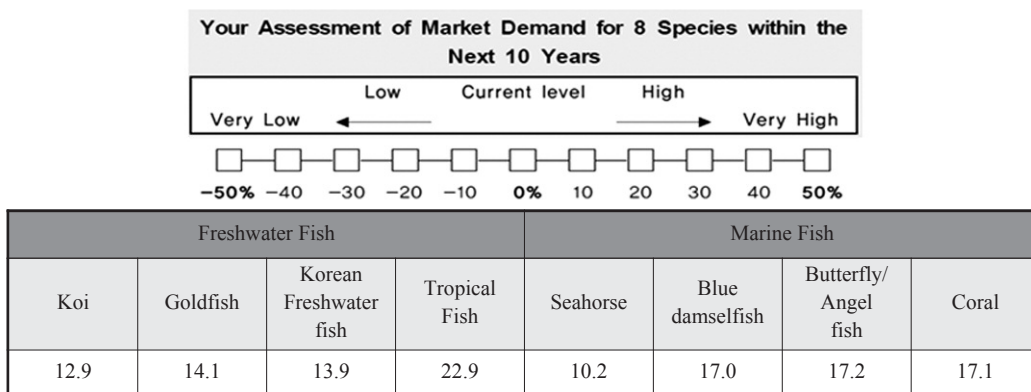 Your Assessment of Market Demand for 8 Species within the
Next 10 Years
Low Current level High
Very Low Very High
−50% −40 −30 −20 −10 0% 10 20 30 40 50%
Freshwater Fish Marine Fish
Koi Goldfish Korean Freshwater fish Tropical Fish Seahorse Blue damselfish Butterfly/ Angel fish Coral
12.9 14.1 13.9 22.9 10.2 17.0 17.2 17.1